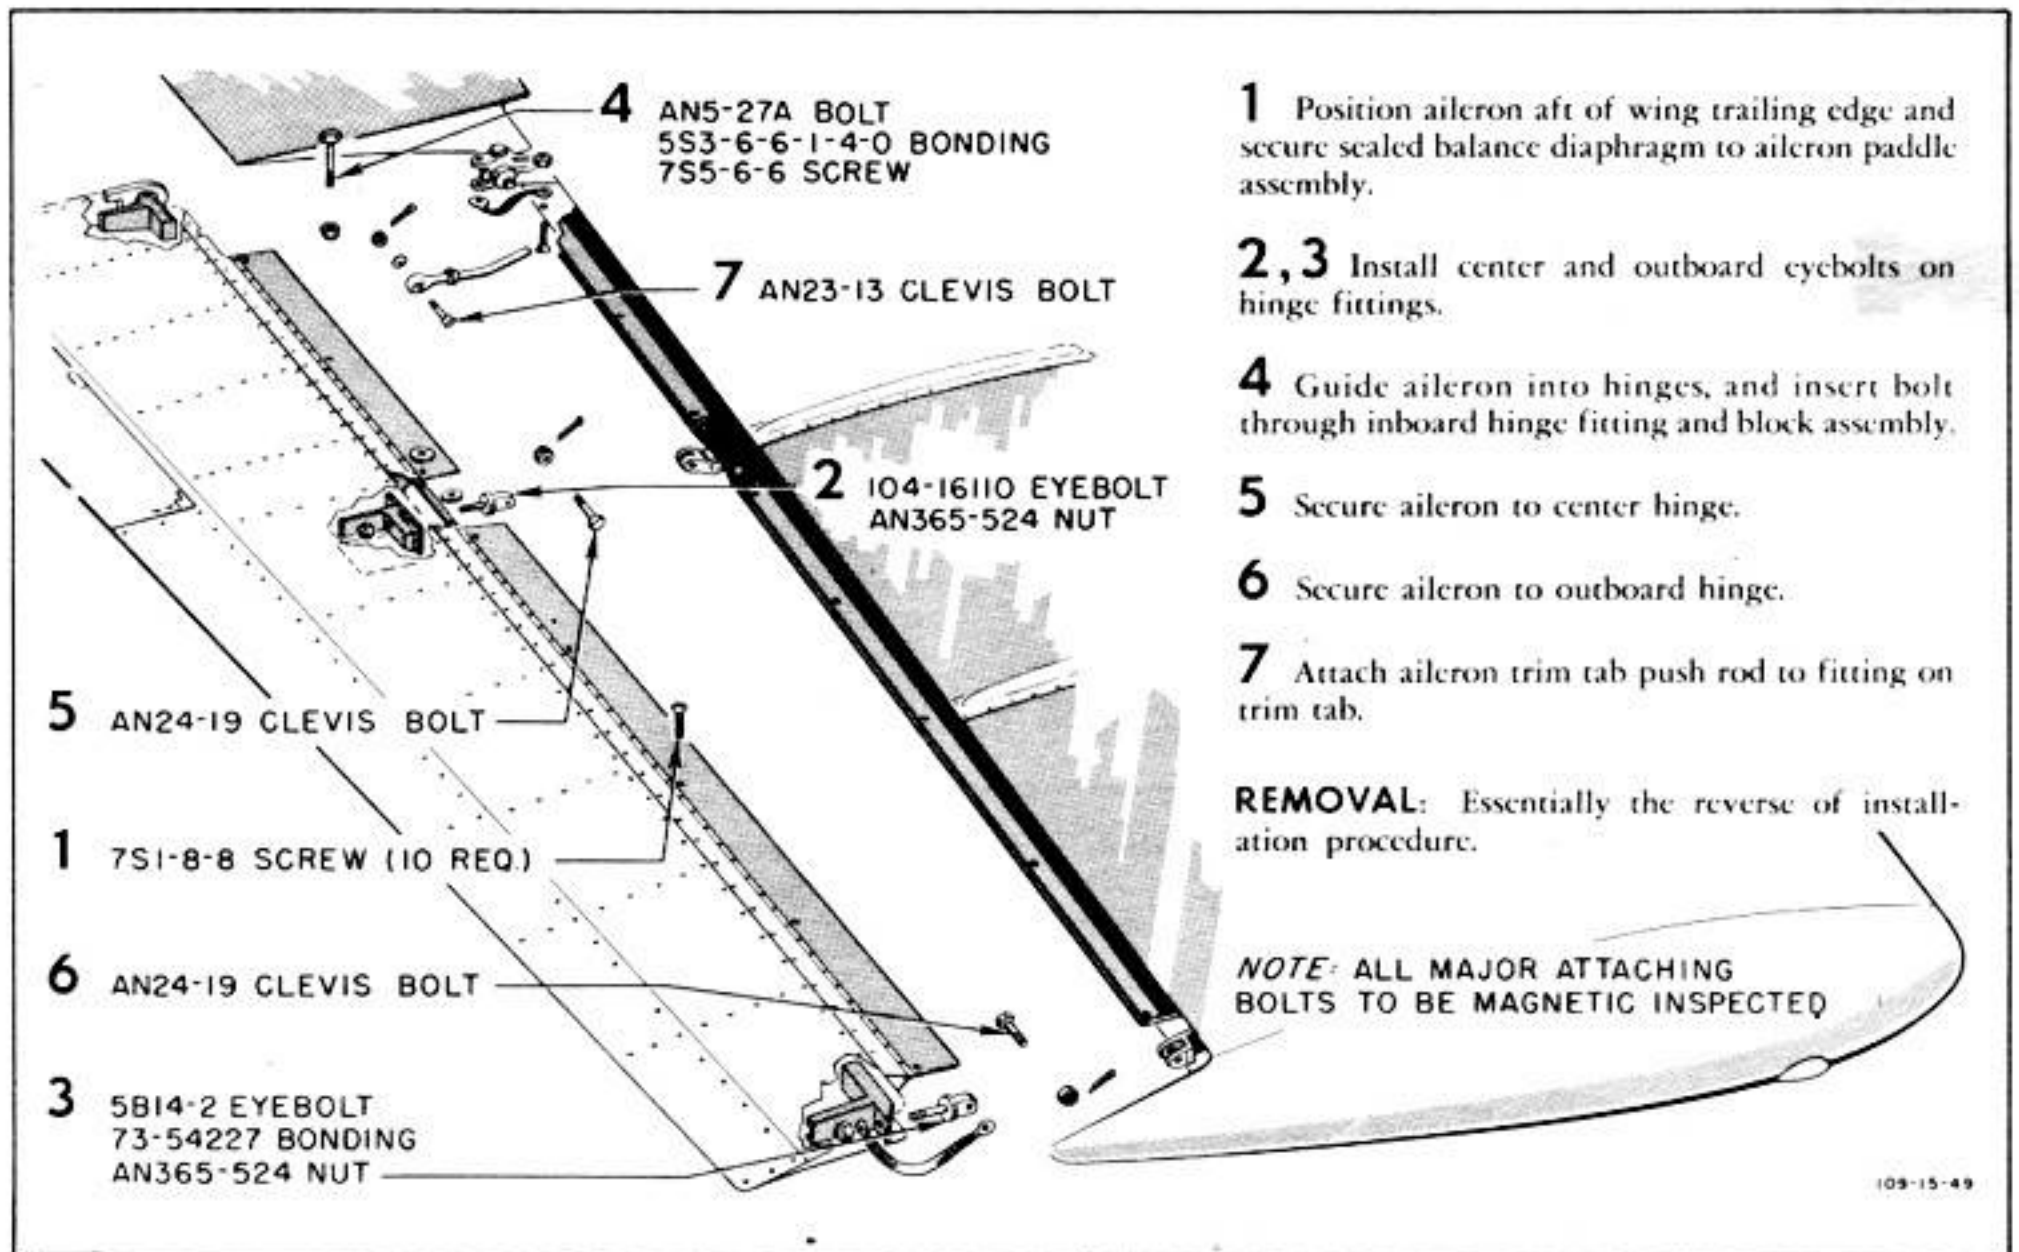 4 AN5-27A BOLT
5S3-6-6-1-4-0 BONDING
7S5-6-6 SCREW
7 AN23-13 CLEVIS BOLT
2 104-16110 EYEBOLT
AN365-524 NUT
5 AN24-19 CLEVIS BOLT
1 7S1-8-8 SCREW (10 REQ.)
6 AN24-19 CLEVIS BOLT
3 5B14-2 EYEBOLT
73-54227 BONDING
AN365-524 NUT
1 Position aileron aft of wing trailing edge and
secure sealed balance diaphragm to aileron paddle
assembly.
2,3 Install center and outboard eyebolts on
hinge fittings.
4 Guide aileron into hinges, and insert bolt
through inboard hinge fitting and block assembly.
5 Secure aileron to center hinge.
6 Secure aileron to outboard hinge.
7 Attach aileron trim tab push rod to fitting on
trim tab.
REMOVAL: Essentially the reverse of install-
ation procedure.
NOTE: ALL MAJOR ATTACHING
BOLTS TO BE MAGNETIC INSPECTED
109-15-49